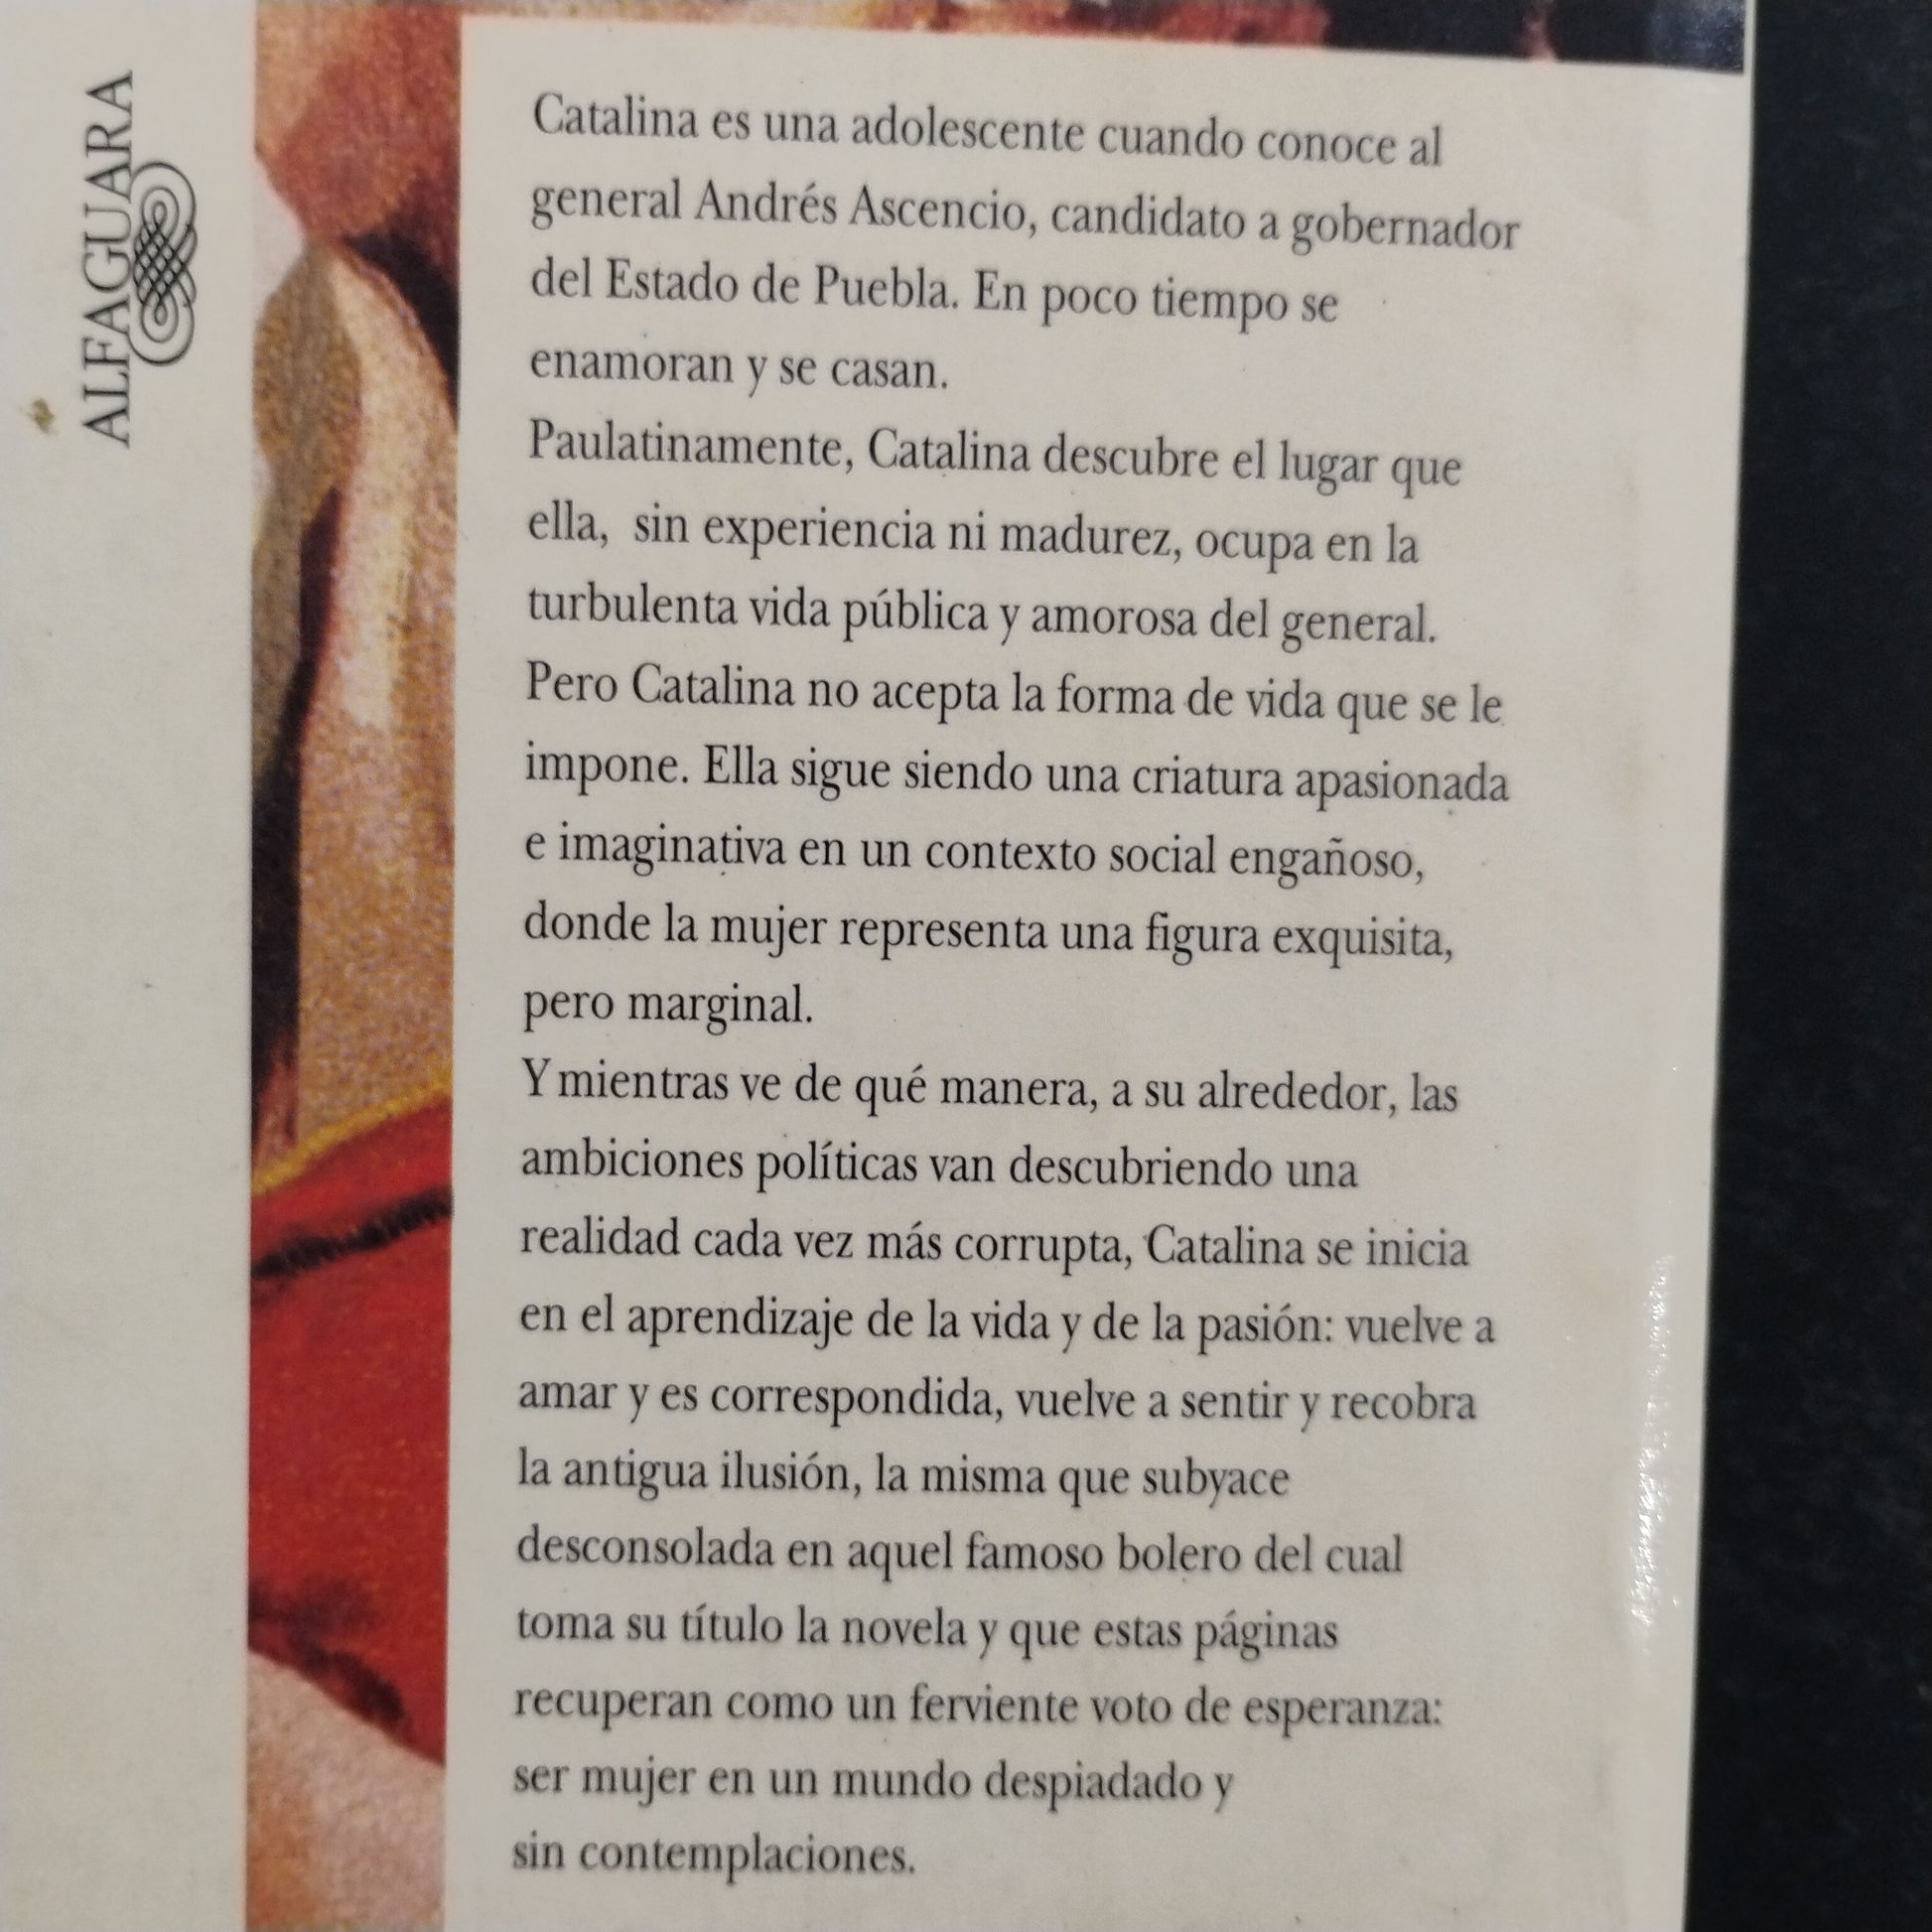 ALFAGUARA
Catalina es una adolescente cuando conoce al
general Andrés Ascencio, candidato a gobernador
del Estado de Puebla. En poco tiempo se
enamoran y se casan.
Paulatinamente, Catalina descubre el lugar que
ella, sin experiencia ni madurez, ocupa en la
turbulenta vida pública y amorosa del general.
Pero Catalina no acepta la forma de vida que se le
impone. Ella sigue siendo una criatura apasionada
e imaginativa en un contexto social engañoso,
donde la mujer representa una figura exquisita,
pero marginal.
Y mientras ve de qué manera, a su alrededor, las
ambiciones políticas van descubriendo una
realidad cada vez más corrupta, Catalina se inicia
en el aprendizaje de la vida y de la pasión: vuelve a
amar y es correspondida, vuelve a sentir y recobra
la antigua ilusión, la misma que subyace
desconsolada en aquel famoso bolero del cual
toma su título la novela y que estas páginas
recuperan como un ferviente voto de esperanza:
ser mujer en un mundo despiadado y
sin contemplaciones.